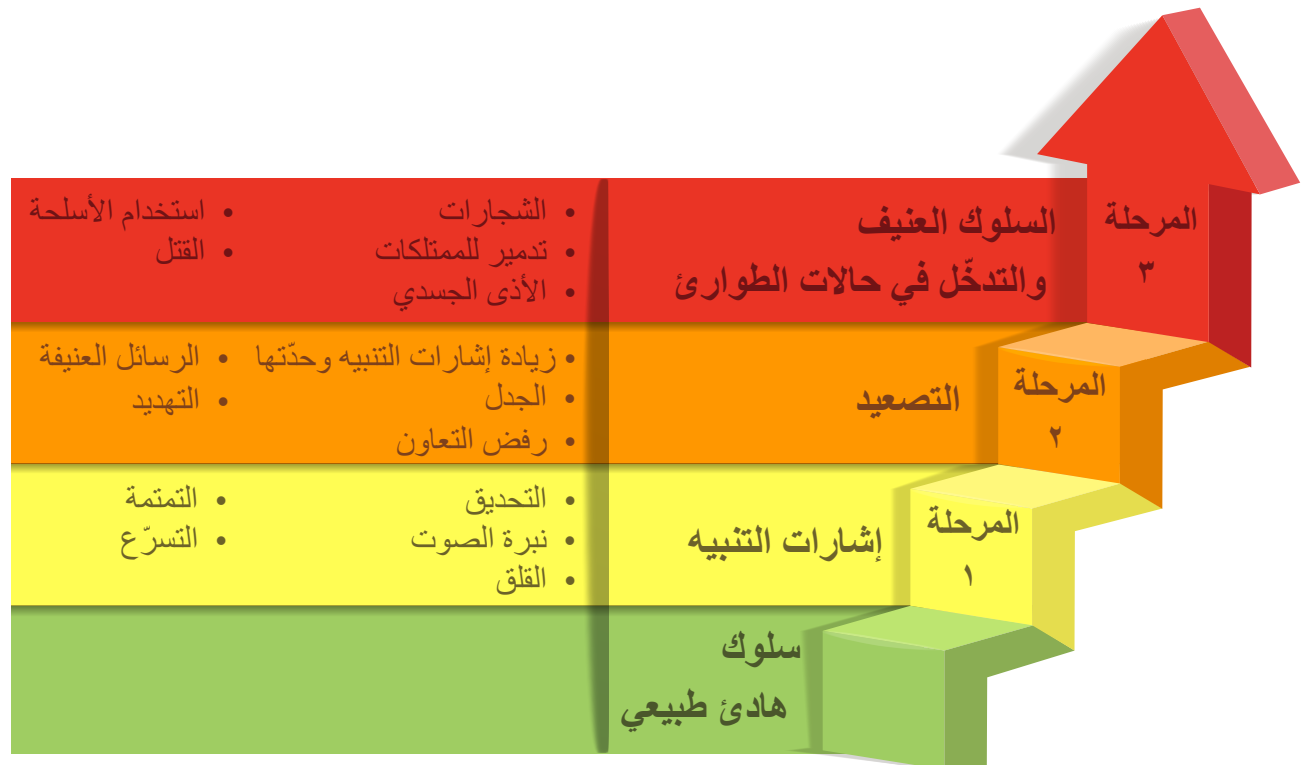 المرحلة
٣
السلوك العنيف
والتدخّل في حالات الطوارئ
• الشجارات
• تدمير للممتلكات
• الأذى الجسدي
• استخدام الأسلحة
• القتل
المرحلة
٢
التصعيد
• زيادة إشارات التنبيه وحدّتها
• الجدل
• رفض التعاون
• الرسائل العنيفة
• التهديد
المرحلة
١
إشارات التنبيه
• التحديق
• نبرة الصوت
• القلق
• التمتمة
• التسرّع
سلوك
هادئ طبيعي